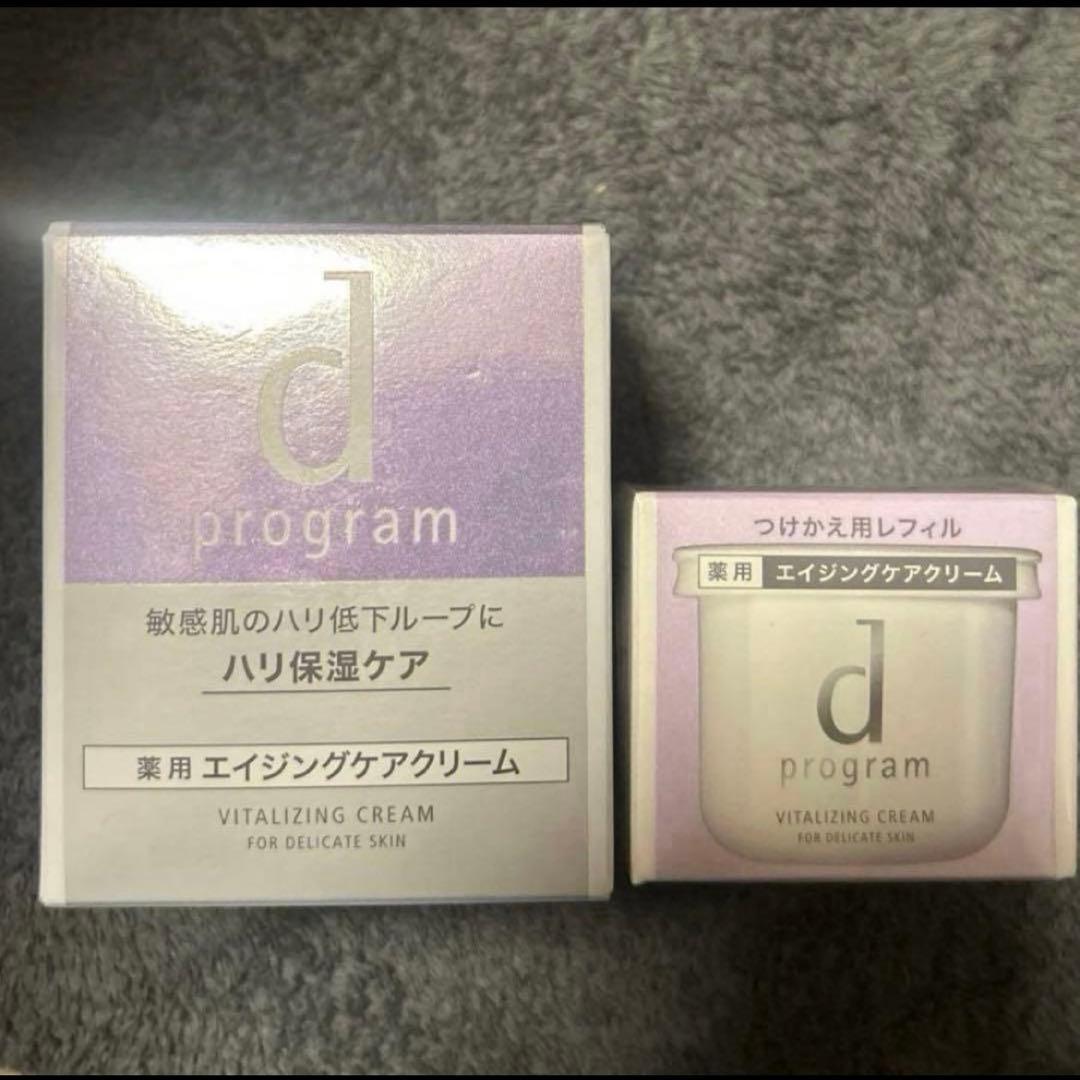 d
program
敏感肌のハリ低下ループに
ハリ保湿ケア
薬用 エイジングケアクリーム
VITALIZING CREAM
FOR DELICATE SKIN
つけかえ用レフィル
薬用 エイジングケアクリーム
d
program
VITALIZING CREAM
FOR DELICATE SKIN